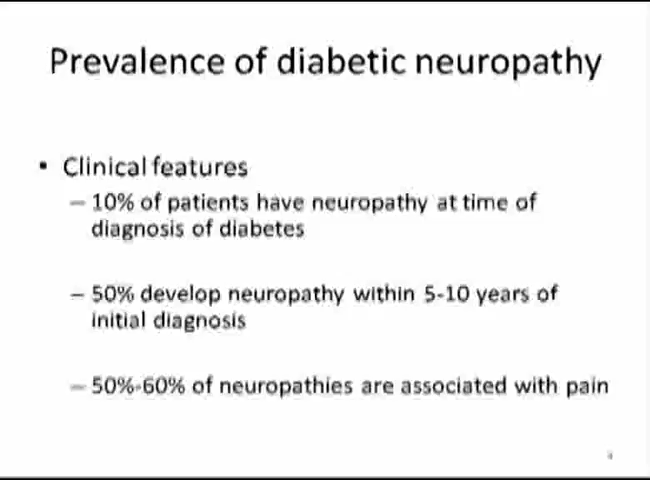 Prevalence of diabetic neuropathy
• Clinical features
– 10% of patients have neuropathy at time of
diagnosis of diabetes
– 50% develop neuropathy within 5-10 years of
initial diagnosis
– 50%-60% of neuropathies are associated with pain